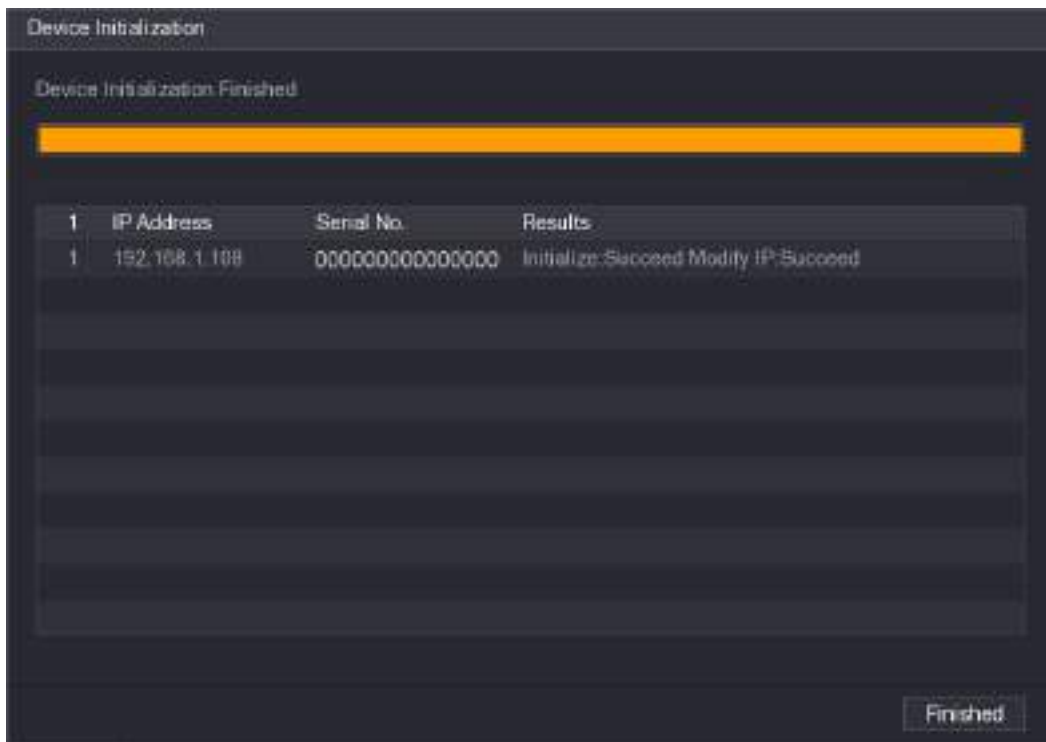 Device Initialization
Device Initialization Finished
1 IP Address Serial No. Results
1 192.168.1.108 000000000000000 Initialize:Succeed Modify IP:Succeed
Finished